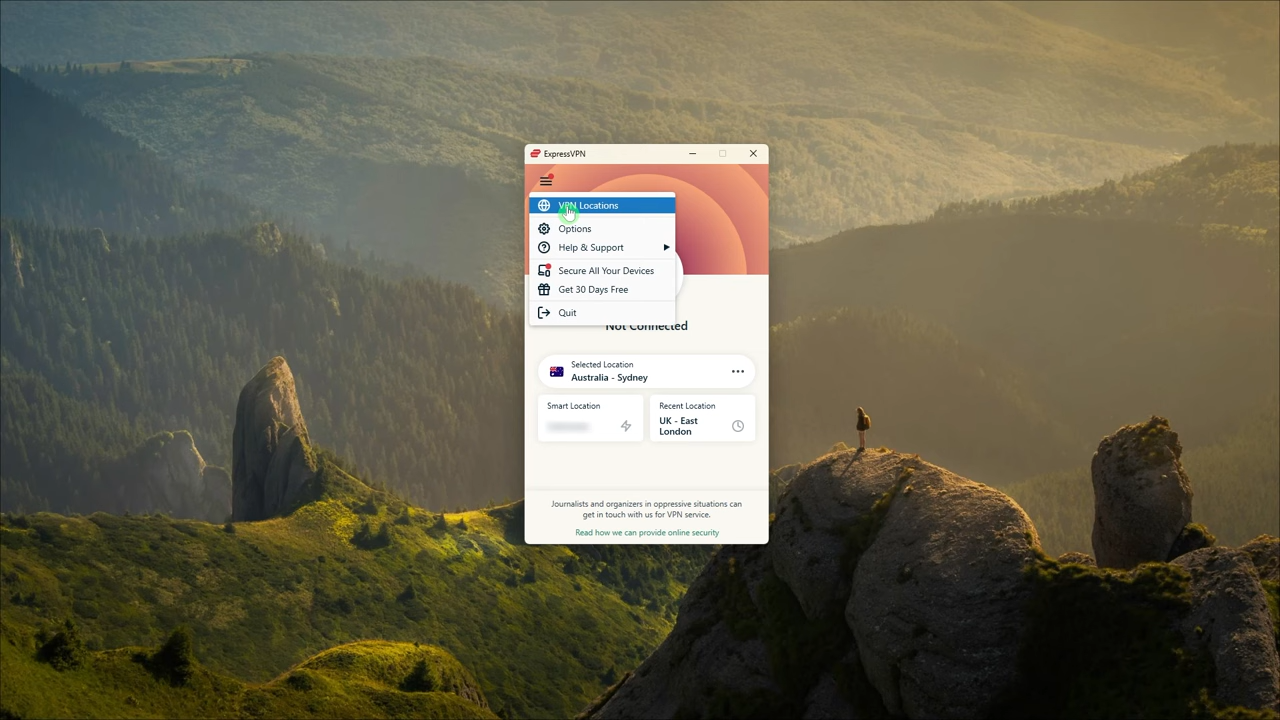 ExpressVPN
VPN Locations
Options
Help & Support
Secure All Your Devices
Get 30 Days Free
Quit
Not Connected
Selected Location
Australia - Sydney
Smart Location
Recent Location
UK - East
London
Journalists and organizers in oppressive situations can
get in touch with us for VPN service.
Read how we can provide online security